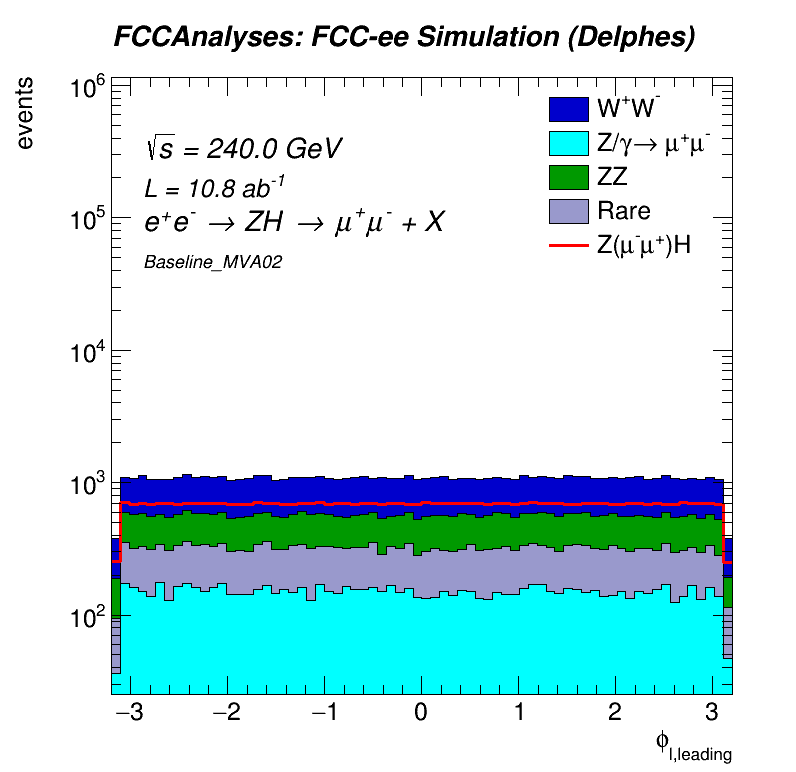 FCCAnalyses: FCC-ee Simulation (Delphes)
events
10⁶
10⁵
10⁴
10³
10²
√s = 240.0 GeV
L = 10.8 ab⁻¹
e⁺e⁻ → ZH → μ⁺μ⁻ + X
Baseline_MVA02
W⁺W⁻
Z/γ→ μ⁺μ⁻
ZZ
Rare
Z(μ⁻μ⁺)H
−3 −2 −1 0 1 2 3
ϕ_l,leading